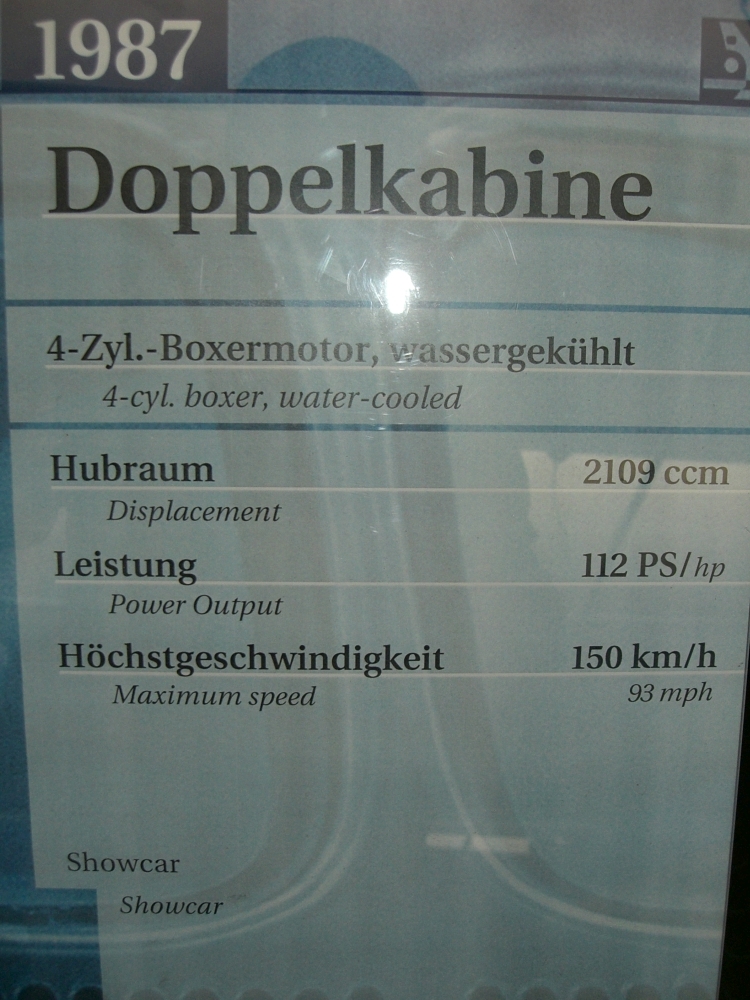 1987
Doppelkabine
4-Zyl.-Boxermotor, wassergekühlt
4-cyl. boxer, water-cooled
Hubraum 2109 ccm
Displacement
Leistung 112 PS/hp
Power Output
Höchstgeschwindigkeit 150 km/h
Maximum speed 93 mph
Showcar
Showcar